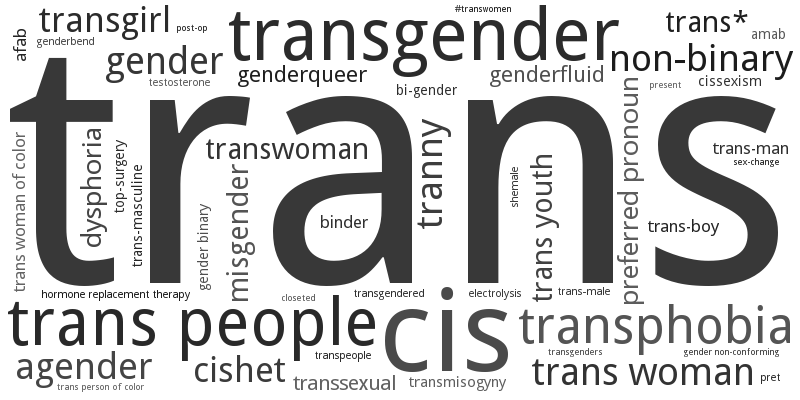 #transwomen
transgirl
transgender
trans*
post-op
afab
genderbend
amab
gender
non-binary
genderqueer
genderfluid
testosterone
bi-gender
present
cissexism
trans
trans woman of color
dysphoria
top-surgery
trans-masculine
transwoman
gender binary
misgender
binder
tranny
shemale
trans youth
preferred pronoun
trans-man
sex-change
trans-boy
hormone replacement therapy
closeted
transgendered
electrolysis
trans-male
trans people
cis
transphobia
transpeople
transgenders
gender non-conforming
agender
cishet
trans woman
trans person of color
transsexual
transmisogyny
pret